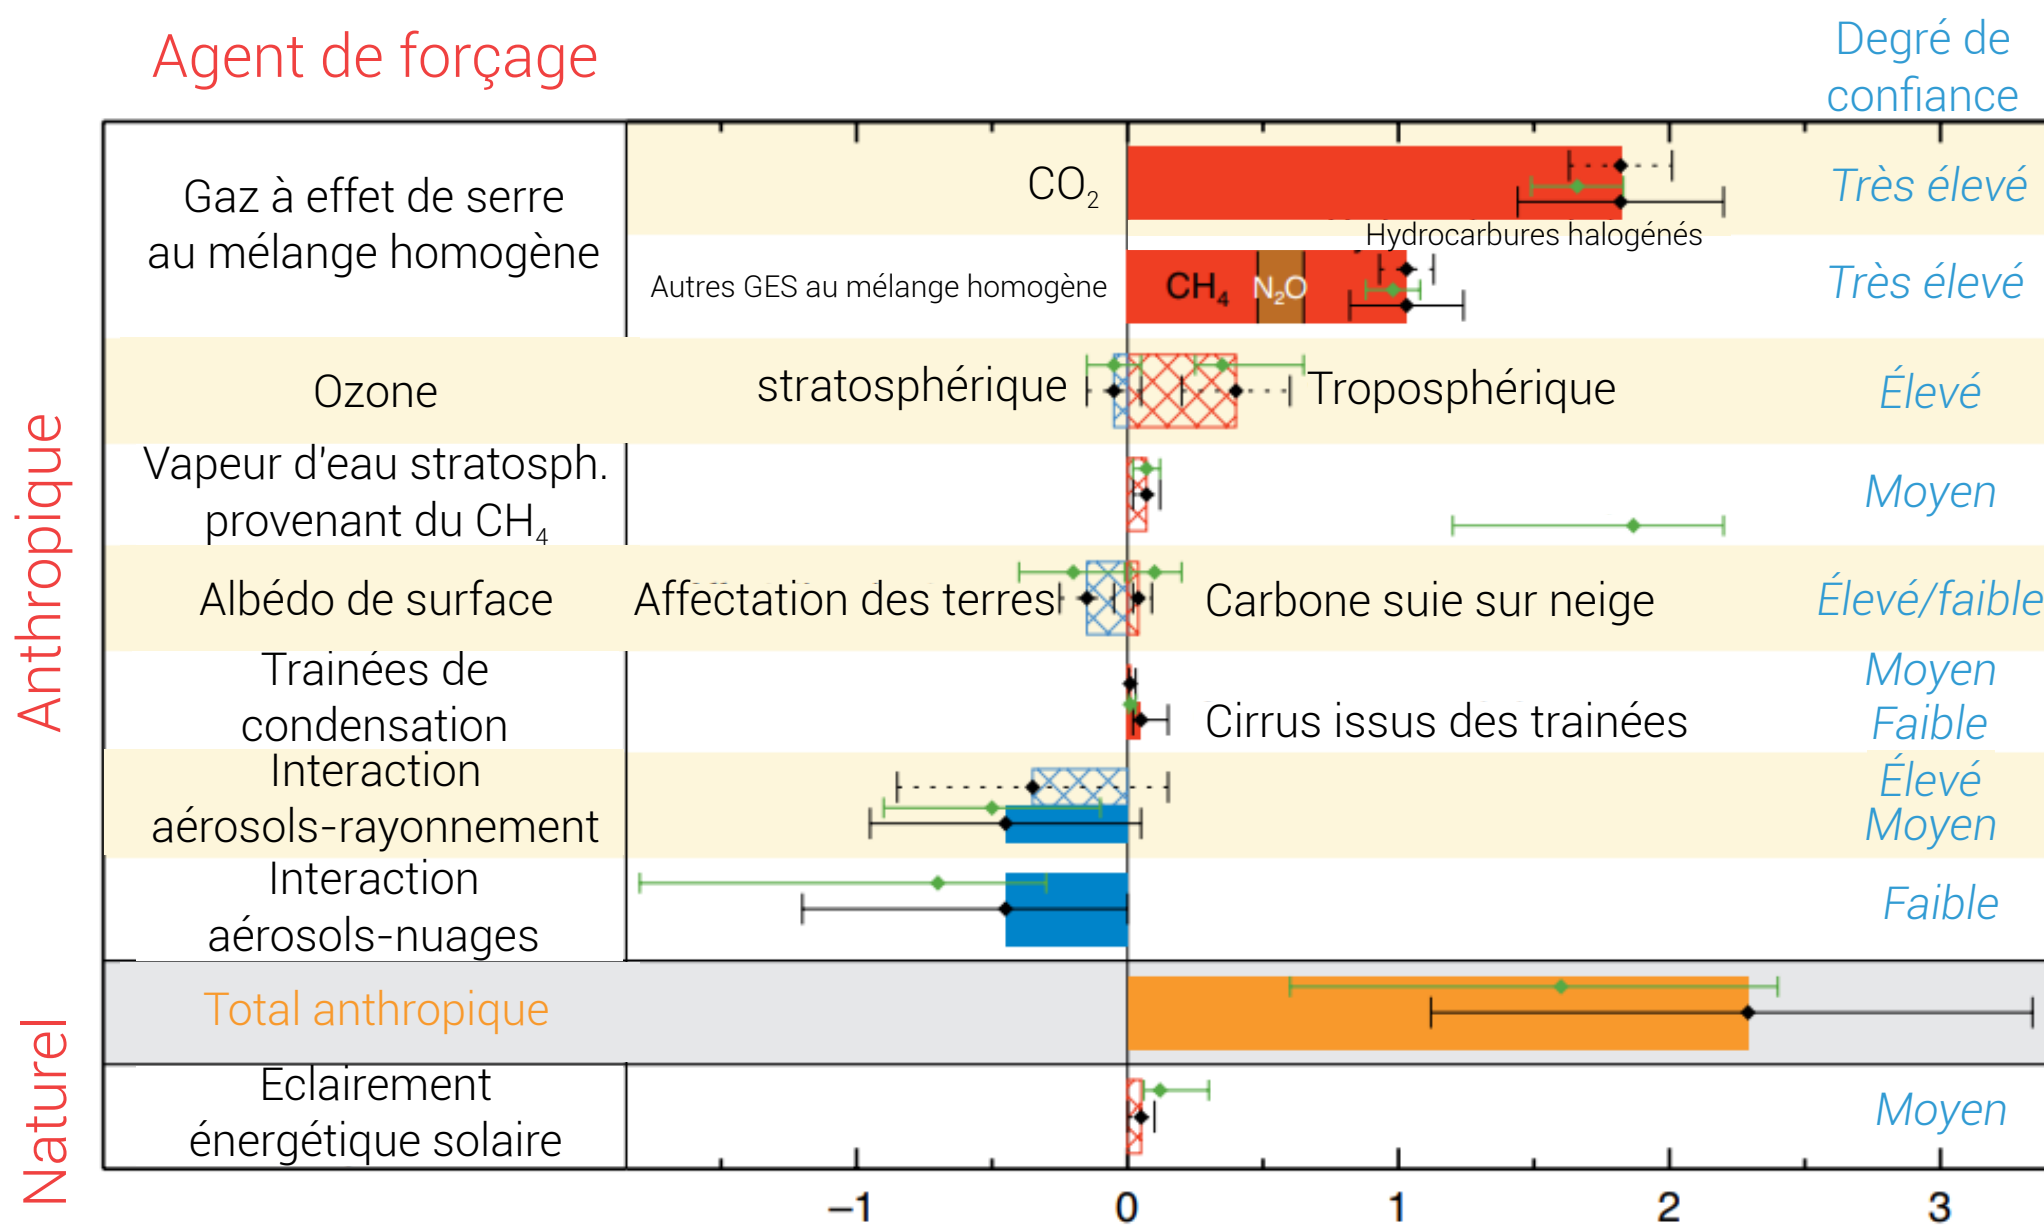 Agent de forçage
Degré de
confiance
Anthropique
Gaz à effet de serre
au mélange homogène
CO₂
Très élevé
Hydrocarbures halogénés
Autres GES au mélange homogène
CH₄
N₂O
Très élevé
Ozone
stratosphérique
Troposphérique
Élevé
Vapeur d'eau stratosph.
provenant du CH₄
Moyen
Albédo de surface
Affectation des terres
Carbone suie sur neige
Élevé/faible
Trainées de
condensation
Moyen
Cirrus issus des trainées
Faible
Interaction
aérosols-rayonnement
Élevé
Moyen
Interaction
aérosols-nuages
Faible
Total anthropique
Naturel
Eclairement
énergétique solaire
Moyen
−1 0 1 2 3